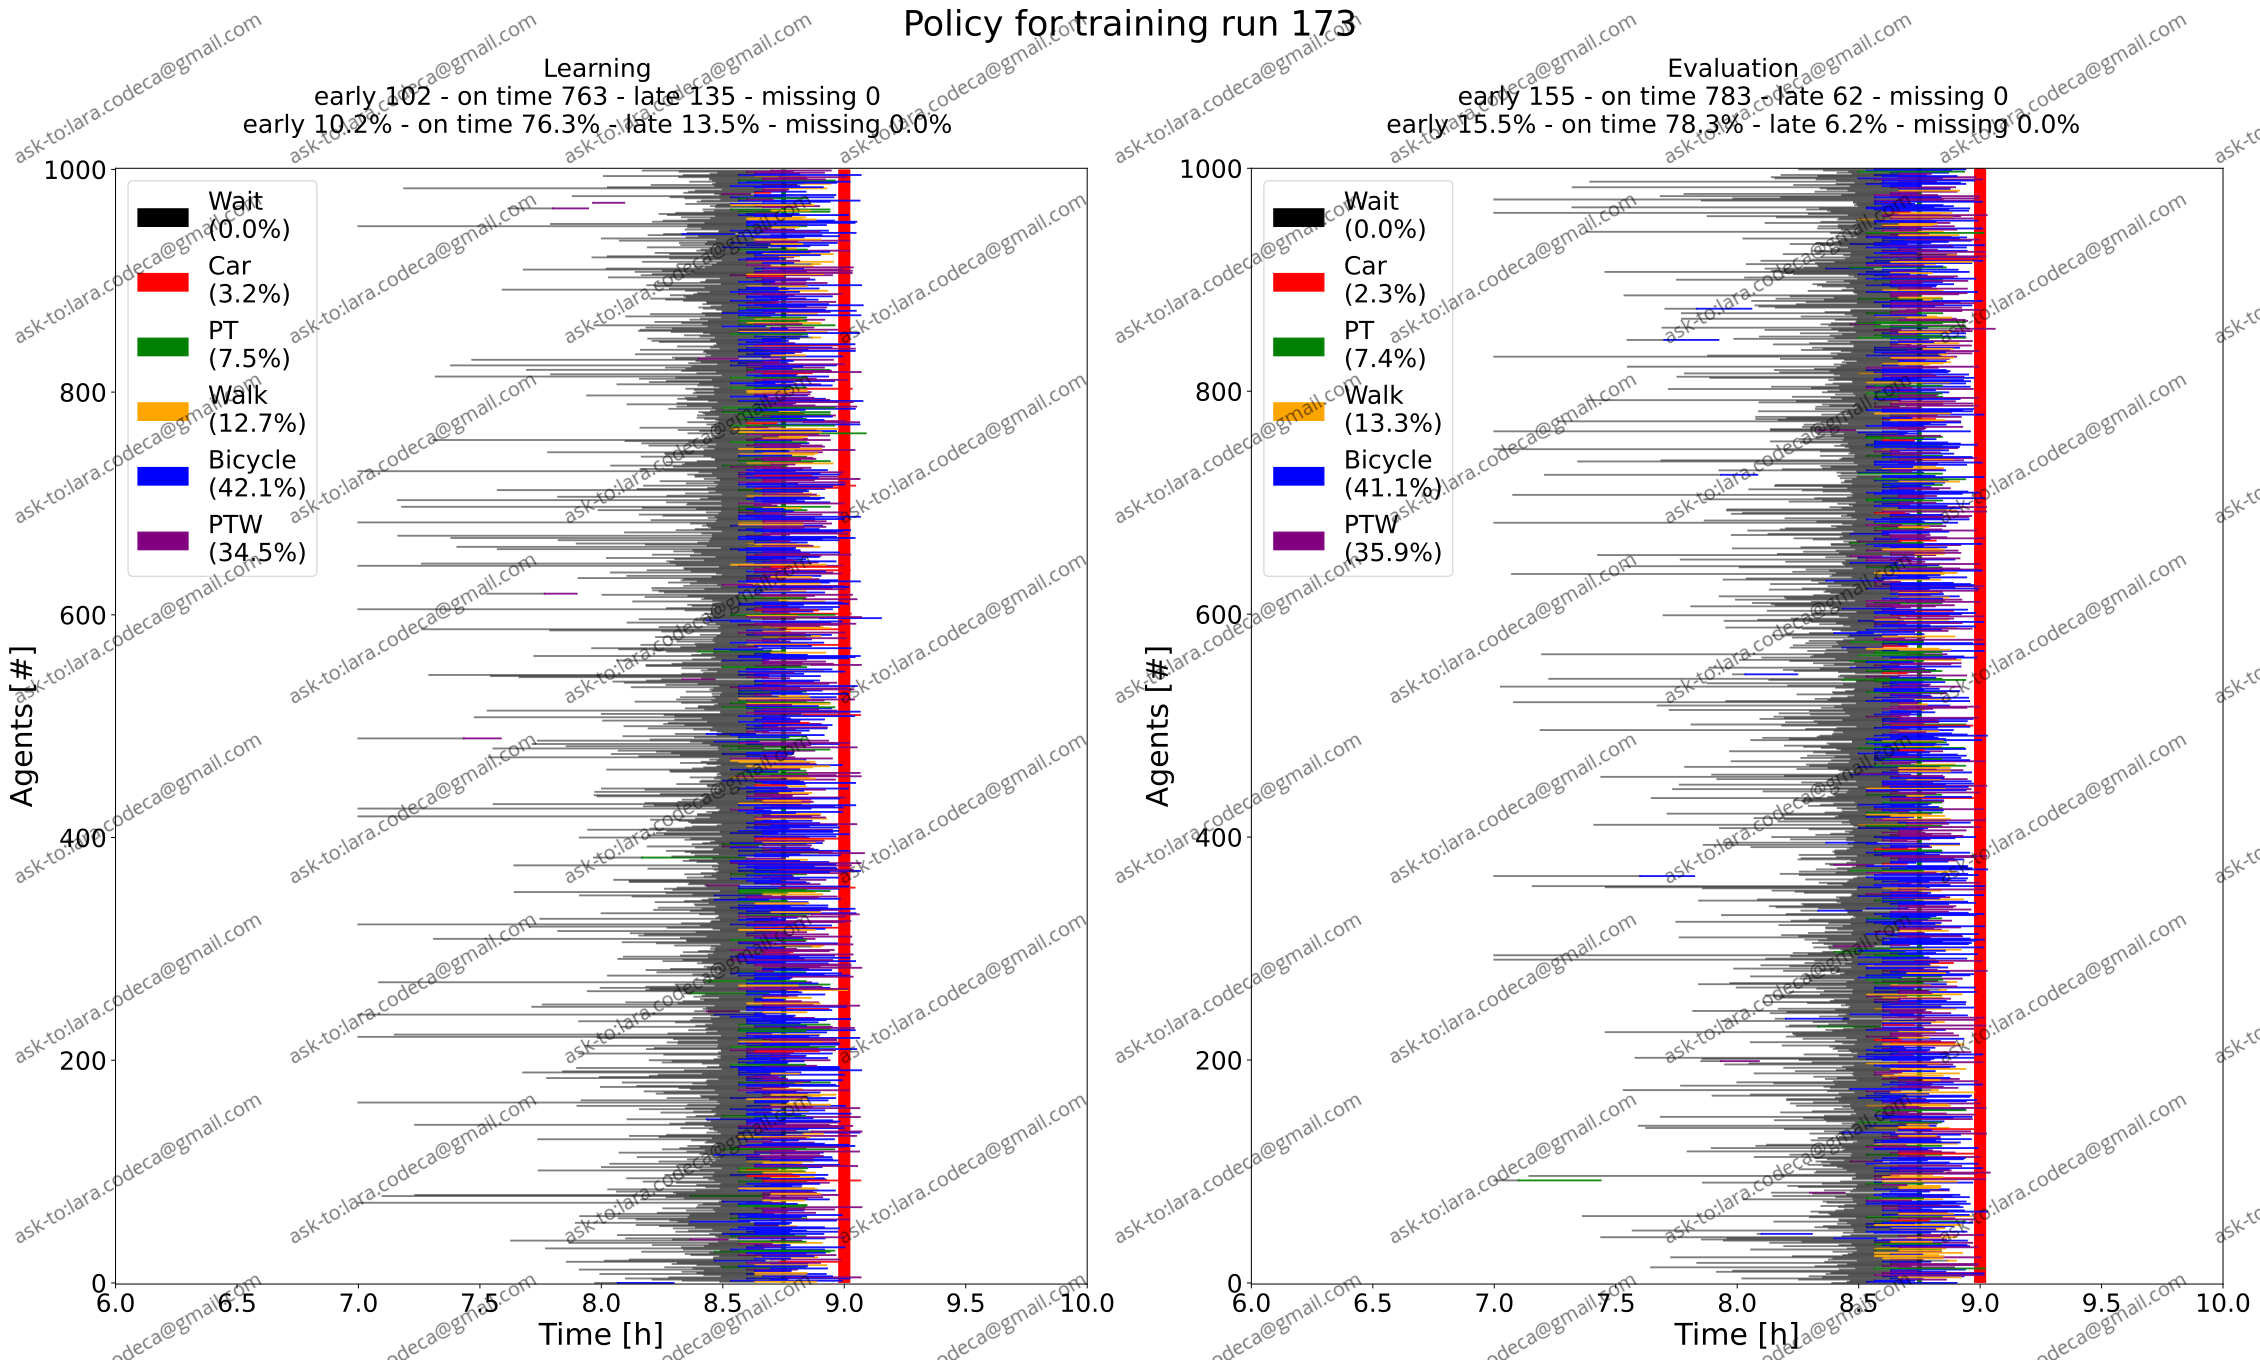 Policy for training run 173
Learning
early 102 - on time 763 - late 135 - missing 0
early 10.2% - on time 76.3% - late 13.5% - missing 0.0%
Wait
(0.0%)
Car
(3.2%)
PT
(7.5%)
Walk
(12.7%)
Bicycle
(42.1%)
PTW
(34.5%)
1000
800
600
400
200
0
Agents [#]
6.0 6.5 7.0 7.5 8.0 8.5 9.0 9.5 10.0
Time [h]
Evaluation
early 155 - on time 783 - late 62 - missing 0
early 15.5% - on time 78.3% - late 6.2% - missing 0.0%
Wait
(0.0%)
Car
(2.3%)
PT
(7.4%)
Walk
(13.3%)
Bicycle
(41.1%)
PTW
(35.9%)
1000
800
600
400
200
0
Agents [#]
6.0 6.5 7.0 7.5 8.0 8.5 9.0 9.5 10.0
Time [h]
ask-to:lara.codeca@gmail.com